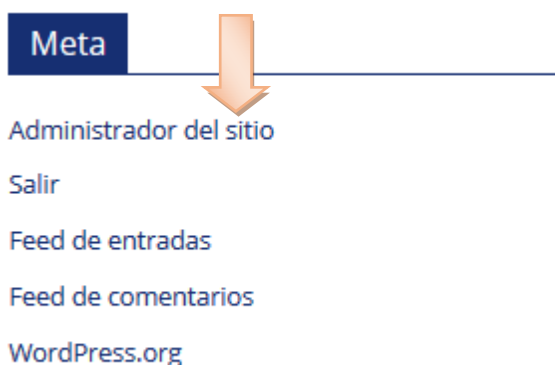 Meta
Administrador del sitio
Salir
Feed de entradas
Feed de comentarios
WordPress.org